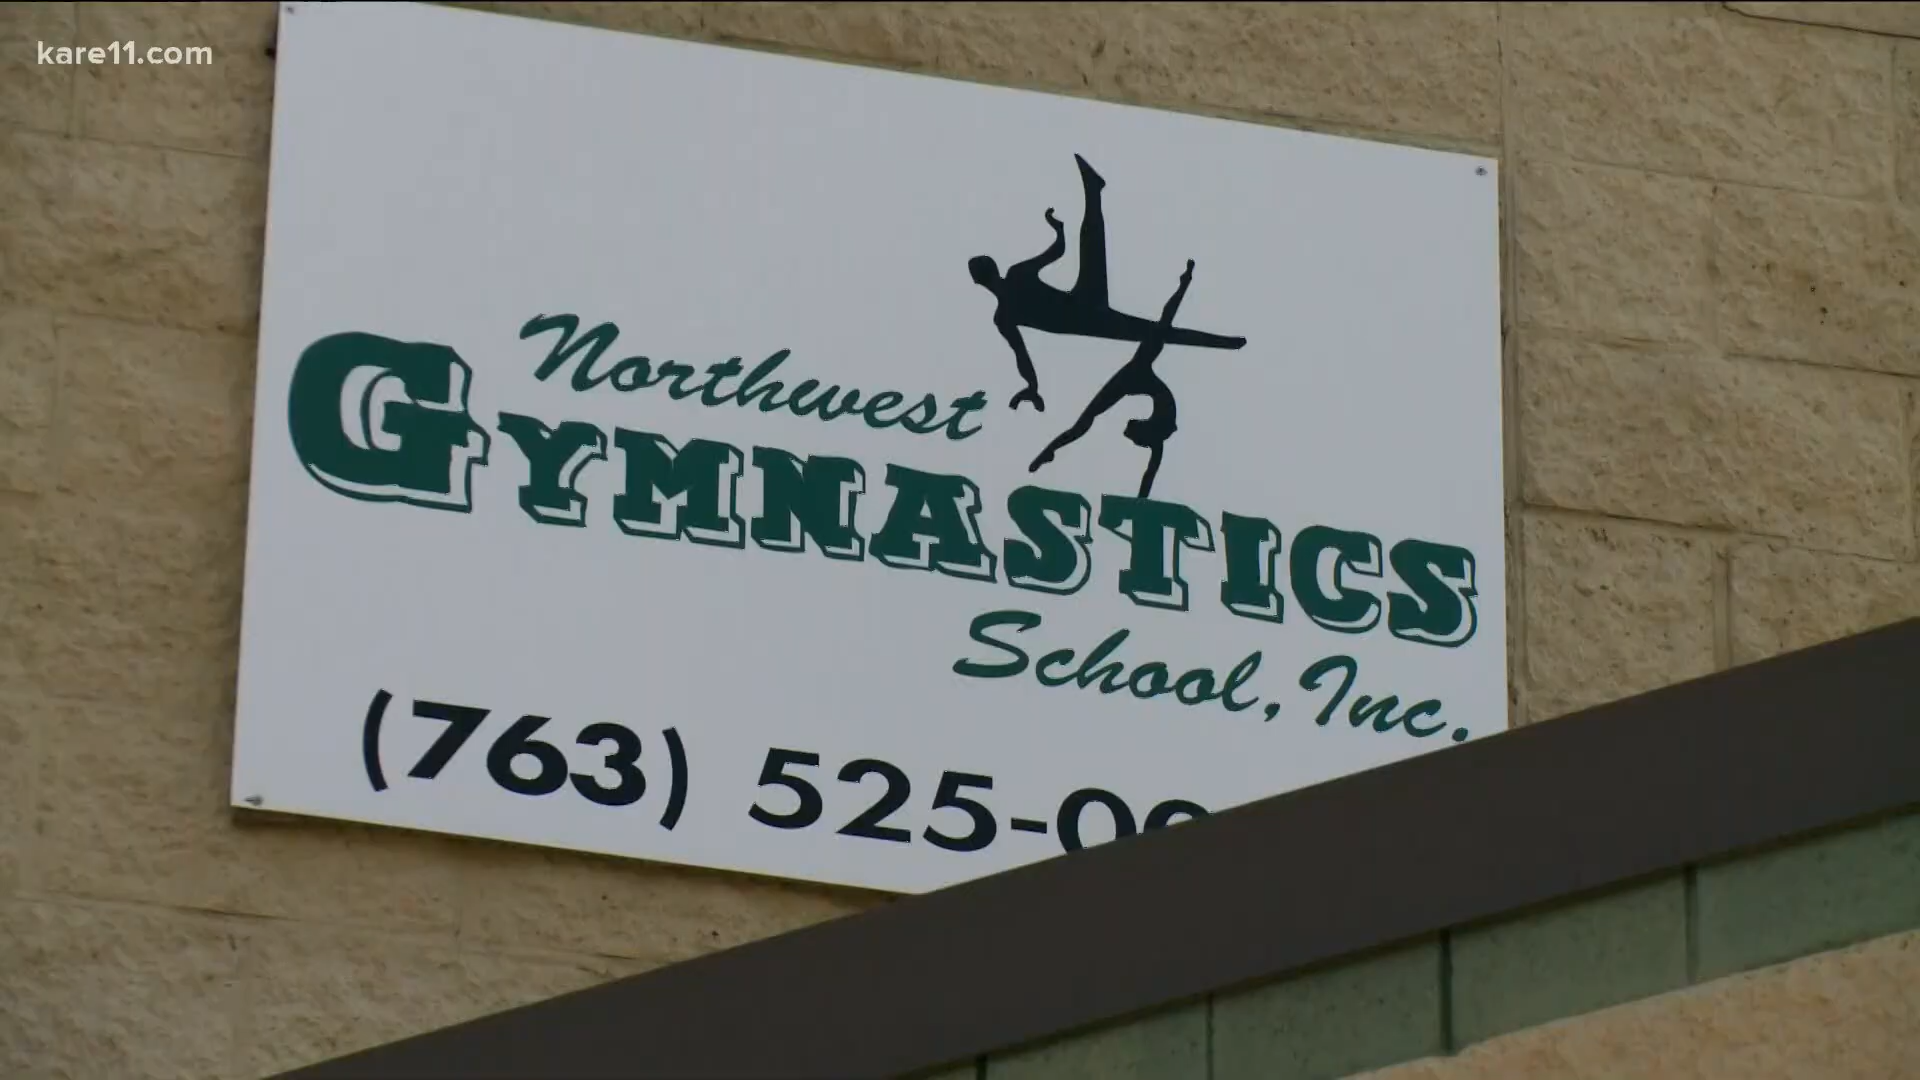 kare11.com
Northwest
GYMNASTICS
School, Inc.
(763) 525-